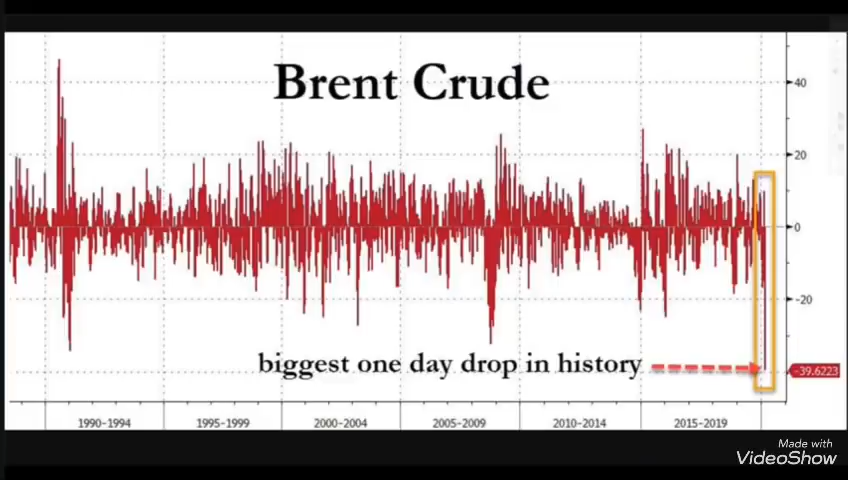 Brent Crude
40
20
0
-20
biggest one day drop in history
-39.6223
1990-1994 1995-1999 2000-2004 2005-2009 2010-2014 2015-2019
Made with
VideoShow